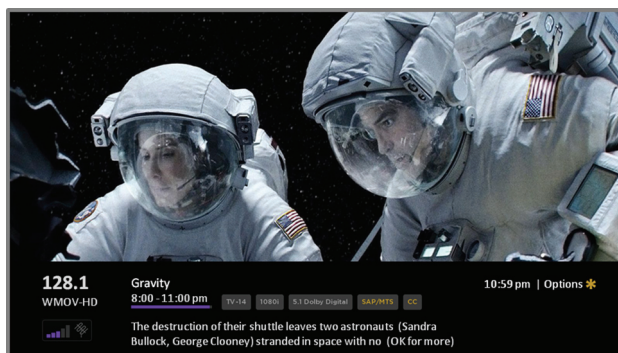 128.1
WMOV-HD
Gravity
8:00 - 11:00 pm
TV-14
1080i
5.1 Dolby Digital
SAP/MTS
CC
10:59 pm | Options *
The destruction of their shuttle leaves two astronauts (Sandra
Bullock, George Clooney) stranded in space with no (OK for more)